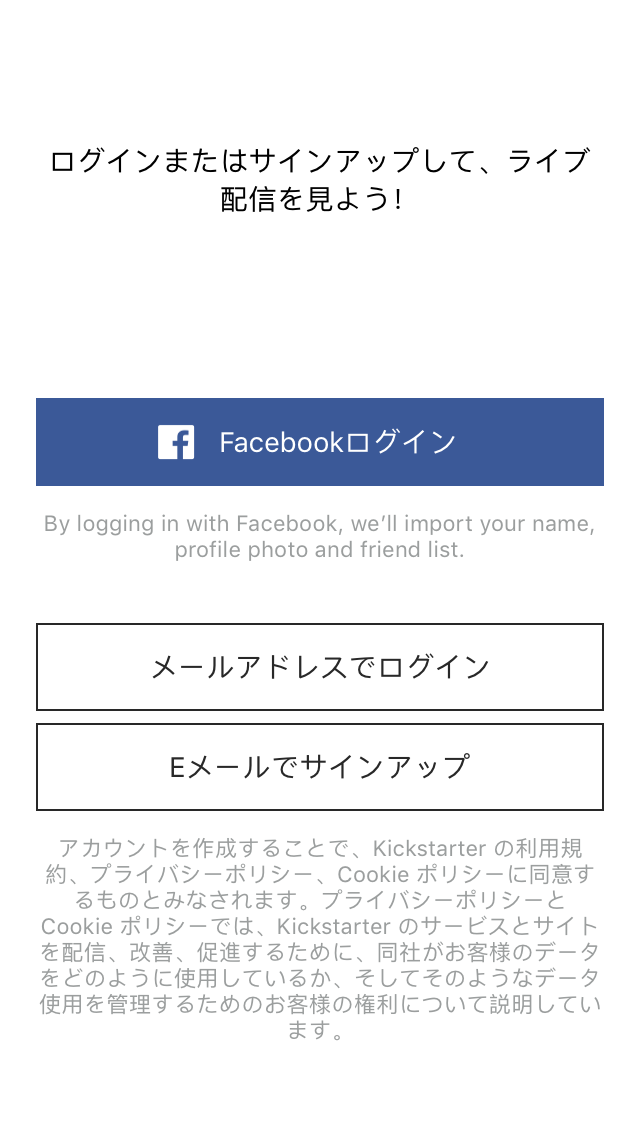 ログインまたはサインアップして、ライブ
配信を見よう!
Facebookログイン
By logging in with Facebook, we’ll import your name,
profile photo and friend list.
メールアドレスでログイン
Eメールでサインアップ
アカウントを作成することで、Kickstarter の利用規
約、プライバシーポリシー、Cookie ポリシーに同意す
るものとみなされます。プライバシーポリシーと
Cookie ポリシーでは、Kickstarter のサービスとサイト
を配信、改善、促進するために、同社がお客様のデータ
をどのように使用しているか、そしてそのようなデータ
使用を管理するためのお客様の権利について説明してい
ます。